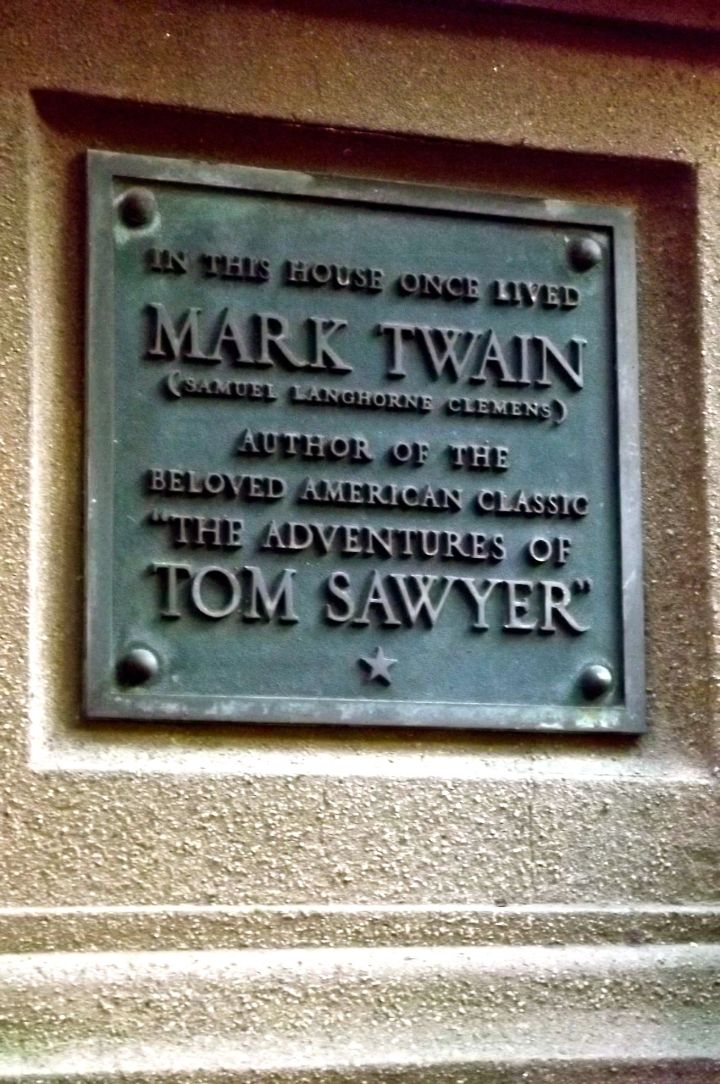 IN THIS HOUSE ONCE LIVED
MARK TWAIN
(SAMUEL LANGHORNE CLEMENS)
AUTHOR OF THE
BELOVED AMERICAN CLASSIC
"THE ADVENTURES OF
TOM SAWYER"